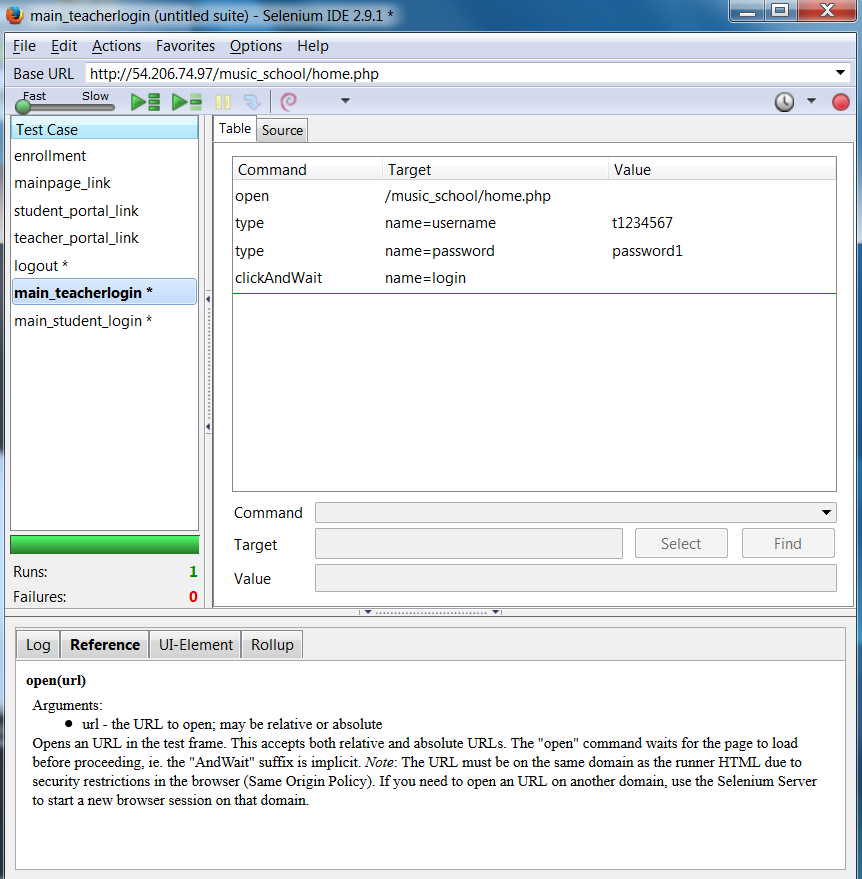 main_teacherlogin (untitled suite) - Selenium IDE 2.9.1 *
File Edit Actions Favorites Options Help
Base URL http://54.206.74.97/music_school/home.php
Fast Slow
Test Case
enrollment
mainpage_link
student_portal_link
teacher_portal_link
logout *
main_teacherlogin *
main_student_login *
Runs: 1
Failures: 0
Table Source
Command Target Value
open /music_school/home.php
type name=username t1234567
type name=password password1
clickAndWait name=login
Command
Target Select Find
Value
Log Reference UI-Element Rollup
open(url)
Arguments:
● url - the URL to open; may be relative or absolute
Opens an URL in the test frame. This accepts both relative and absolute URLs. The "open" command waits for the page to load
before proceeding, ie. the "AndWait" suffix is implicit. Note: The URL must be on the same domain as the runner HTML due to
security restrictions in the browser (Same Origin Policy). If you need to open an URL on another domain, use the Selenium Server
to start a new browser session on that domain.